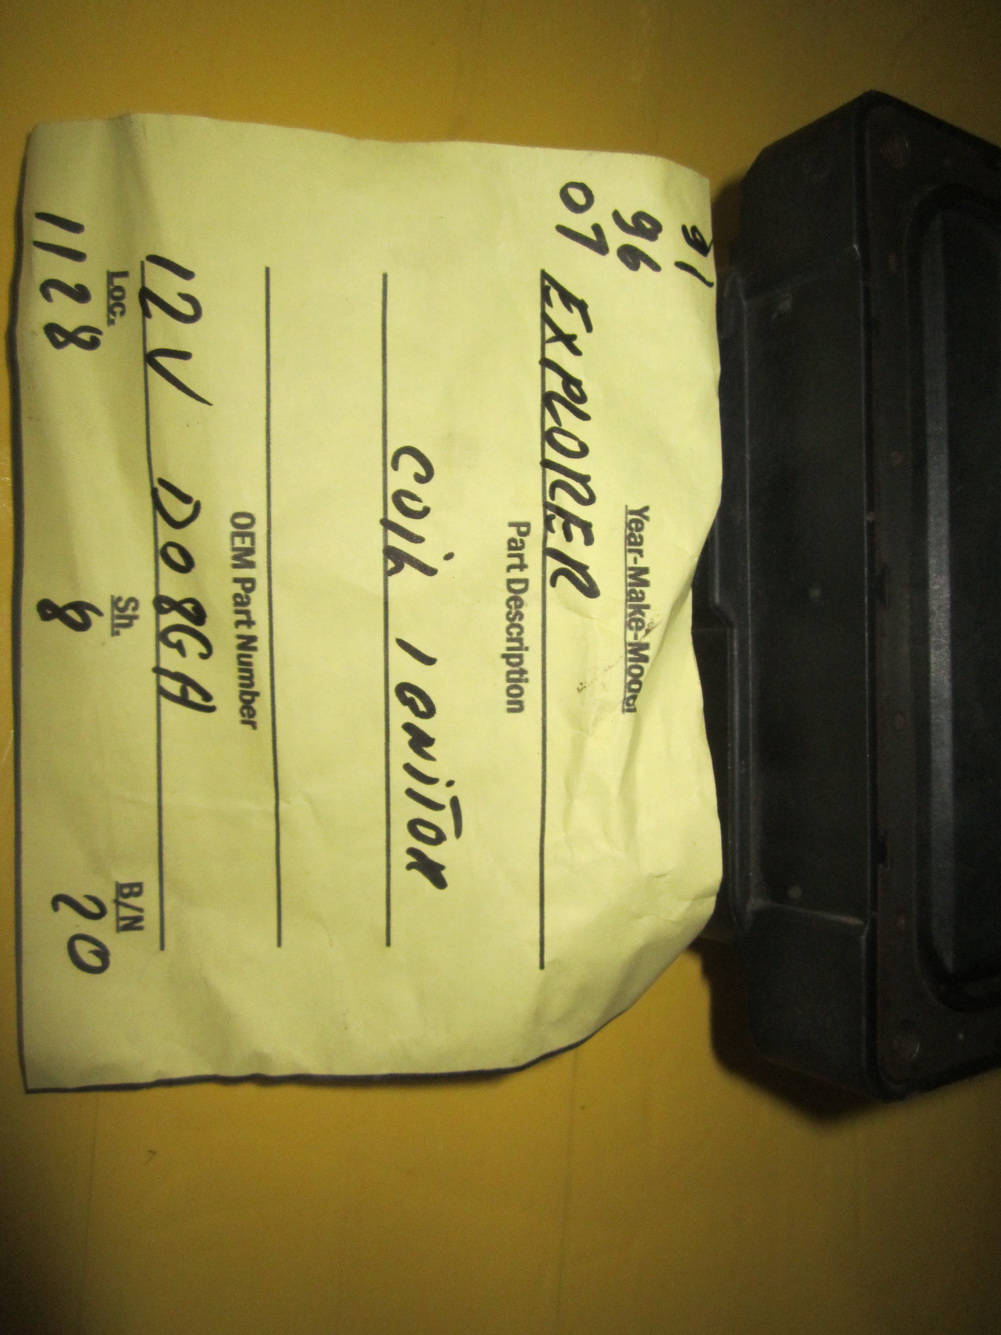 91
96
Year-Make-Model
07 EXPLORER
Part Description
COIL IGNITOR
OEM Part Number
12V DO8GA
Loc. Sh. B/N
1128 8 20